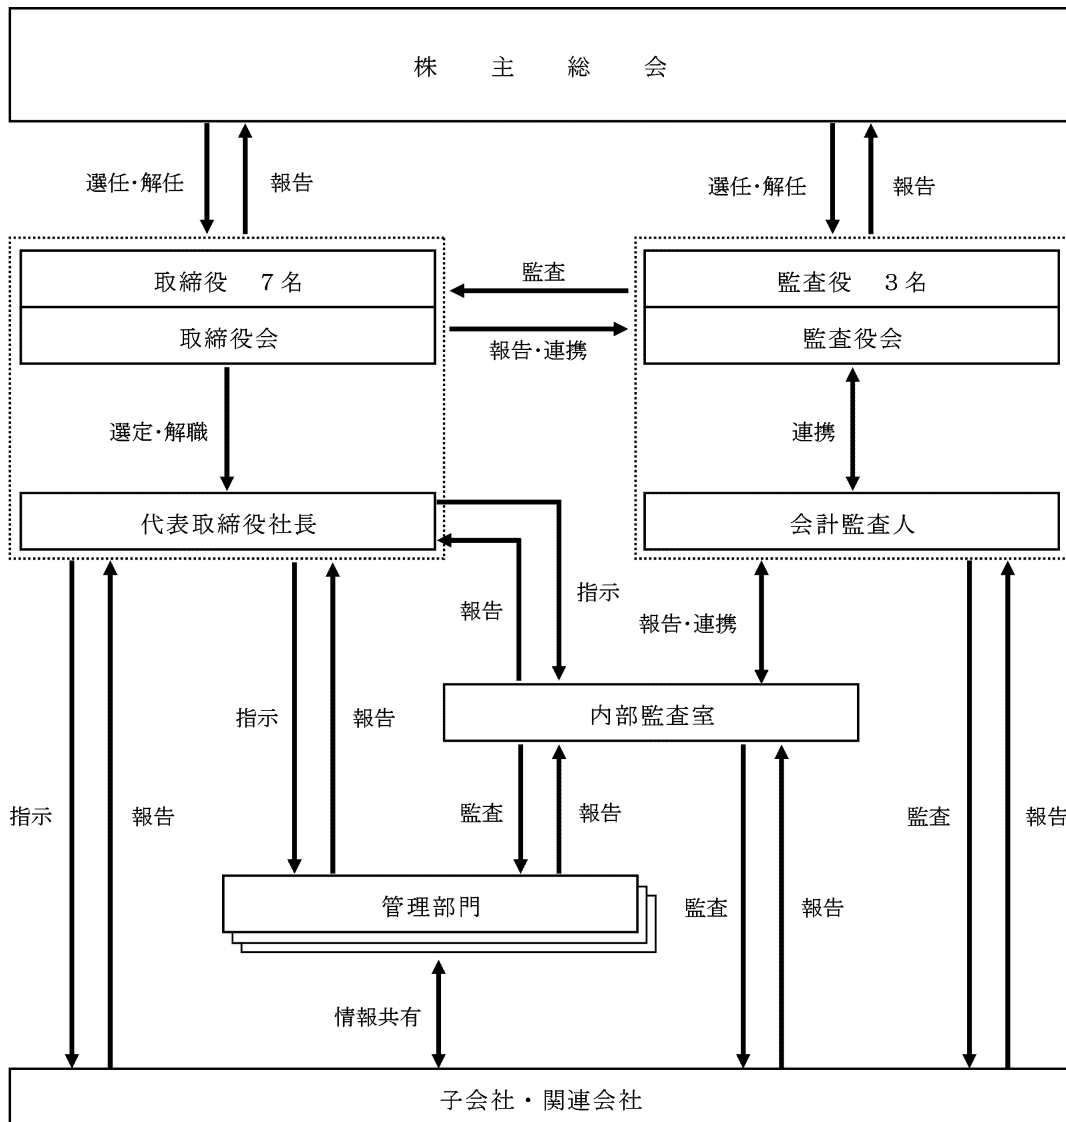 株　主　総　会
選任・解任
報告
選任・解任
報告
取締役　７名
監査
監査役　３名
取締役会
報告・連携
監査役会
選定・解職
連携
代表取締役社長
会計監査人
報告
指示
報告・連携
指示
報告
内部監査室
指示
報告
監査
報告
監査
報告
管理部門
監査
報告
情報共有
子会社・関連会社